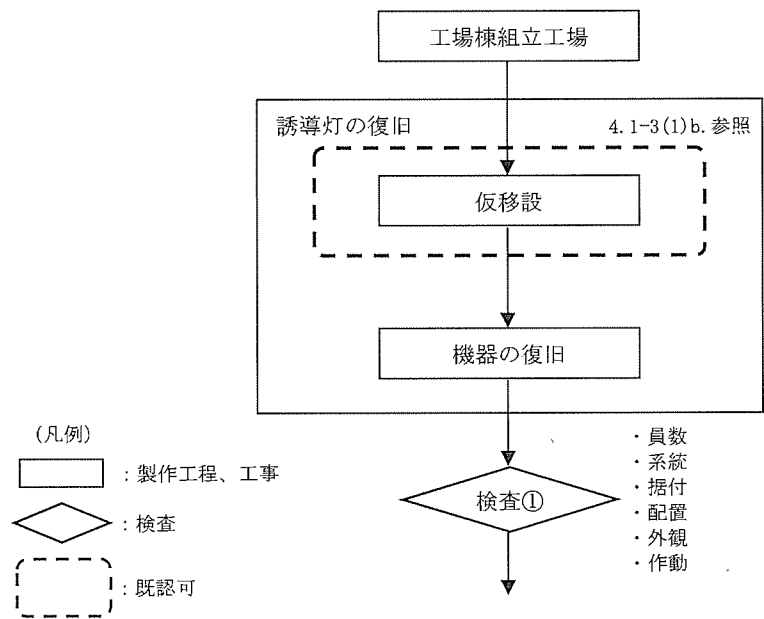 工場棟組立工場
誘導灯の復旧
4.1-3(1)b.参照
仮移設
機器の復旧
検査①
・員数
・系統
・据付
・配置
・外観
・作動
(凡例)
：製作工程、工事
：検査
：既認可